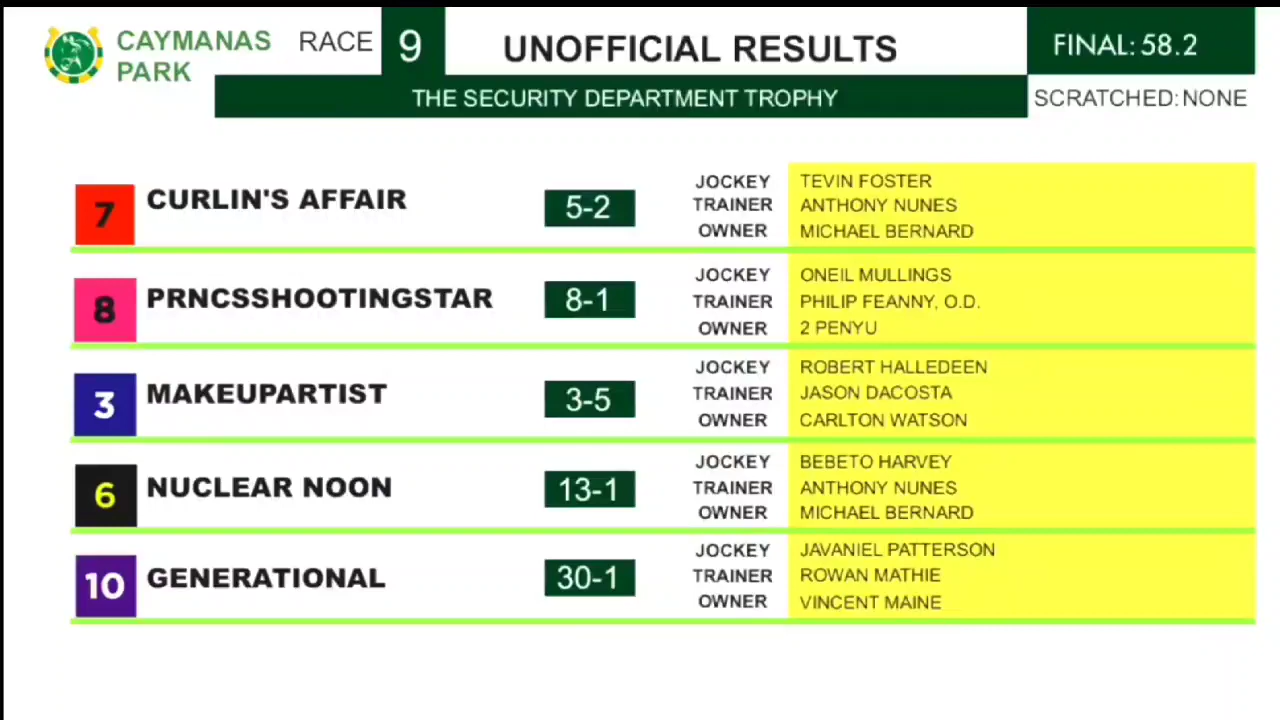 CAYMANAS PARK
RACE 9
UNOFFICIAL RESULTS
FINAL: 58.2
THE SECURITY DEPARTMENT TROPHY
SCRATCHED: NONE
7 CURLIN'S AFFAIR 5-2
JOCKEY TEVIN FOSTER
TRAINER ANTHONY NUNES
OWNER MICHAEL BERNARD
8 PRNCSSHOOTINGSTAR 8-1
JOCKEY ONEIL MULLINGS
TRAINER PHILIP FEANNY, O.D.
OWNER 2 PENYU
3 MAKEUPARTIST 3-5
JOCKEY ROBERT HALLEDEEN
TRAINER JASON DACOSTA
OWNER CARLTON WATSON
6 NUCLEAR NOON 13-1
JOCKEY BEBETO HARVEY
TRAINER ANTHONY NUNES
OWNER MICHAEL BERNARD
10 GENERATIONAL 30-1
JOCKEY JAVANIEL PATTERSON
TRAINER ROWAN MATHIE
OWNER VINCENT MAINE